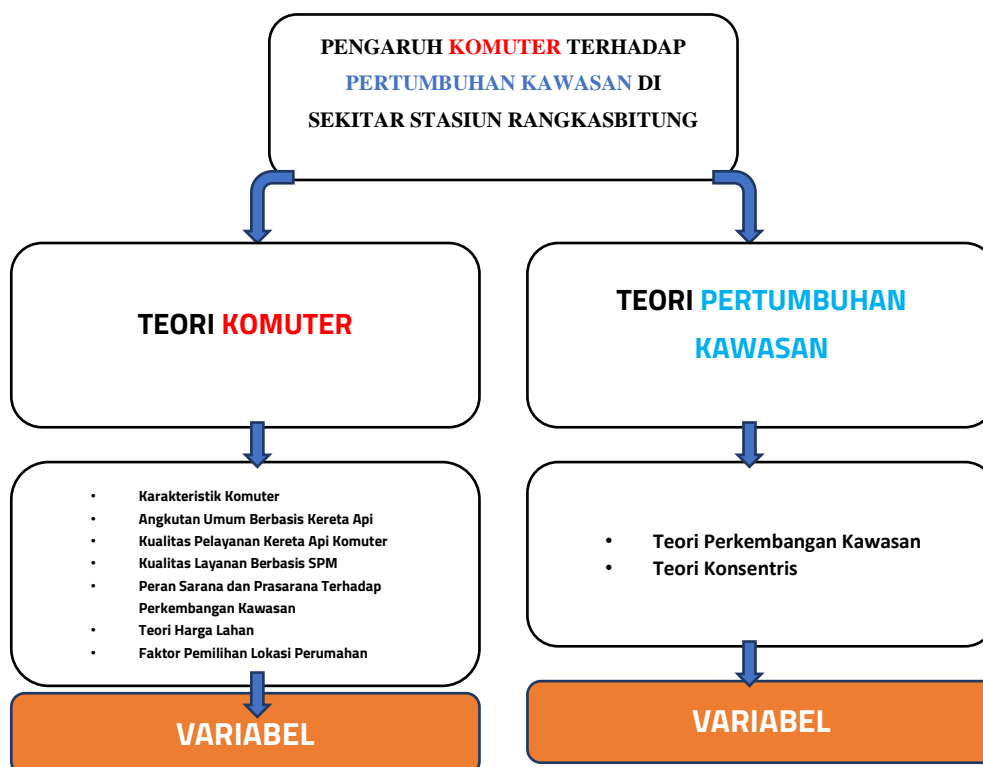 PENGARUH KOMUTER TERHADAP
PERTUMBUHAN KAWASAN DI
SEKITAR STASIUN RANGKASBITUNG
TEORI KOMUTER
TEORI PERTUMBUHAN
KAWASAN
• Karakteristik Komuter
• Angkutan Umum Berbasis Kereta Api
• Kualitas Pelayanan Kereta Api Komuter
• Kualitas Layanan Berbasis SPM
• Peran Sarana dan Prasarana Terhadap
Perkembangan Kawasan
• Teori Harga Lahan
• Faktor Pemilihan Lokasi Perumahan
• Teori Perkembangan Kawasan
• Teori Konsentris
VARIABEL
VARIABEL